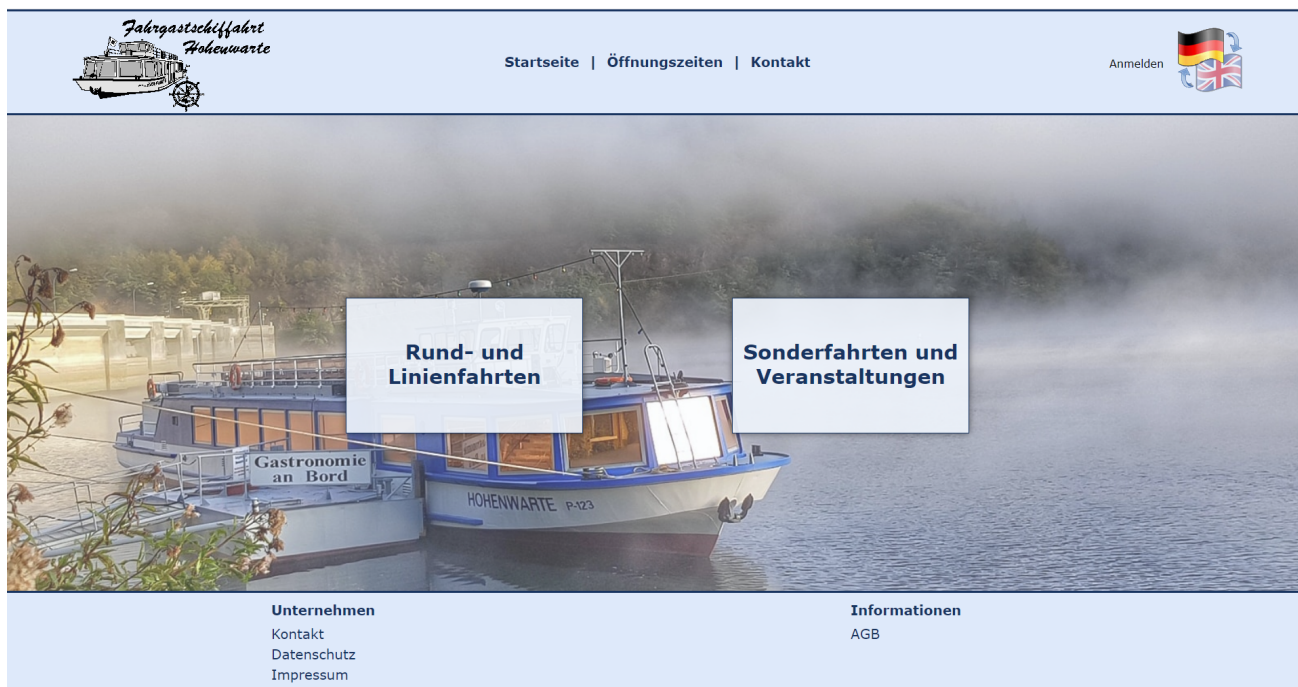 Fahrgastschiffahrt
Hohenwarte
Startseite | Öffnungszeiten | Kontakt
Anmelden
Rund- und
Linienfahrten
Sonderfahrten und
Veranstaltungen
Gastronomie
an Bord
HOHENWARTE P-123
Unternehmen
Kontakt
Datenschutz
Impressum
Informationen
AGB